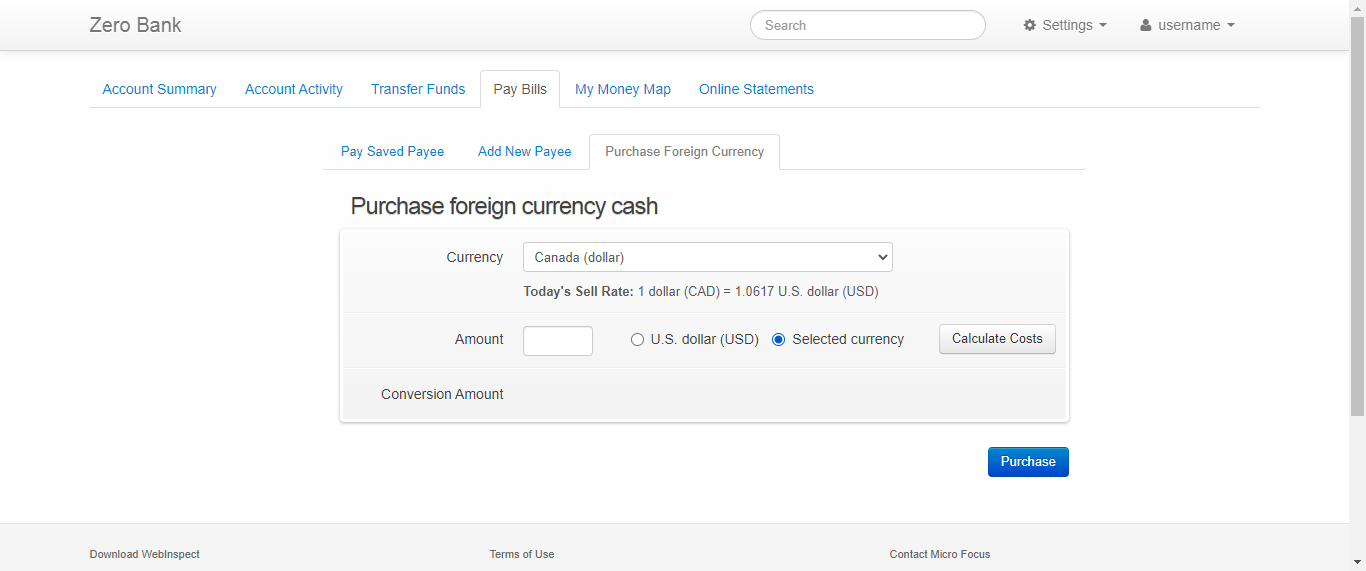 Zero Bank
Search
Settings
username
Account Summary
Account Activity
Transfer Funds
Pay Bills
My Money Map
Online Statements
Pay Saved Payee
Add New Payee
Purchase Foreign Currency
Purchase foreign currency cash
Currency
Canada (dollar)
Today's Sell Rate: 1 dollar (CAD) = 1.0617 U.S. dollar (USD)
Amount
U.S. dollar (USD)
Selected currency
Calculate Costs
Conversion Amount
Purchase
Download WebInspect
Terms of Use
Contact Micro Focus